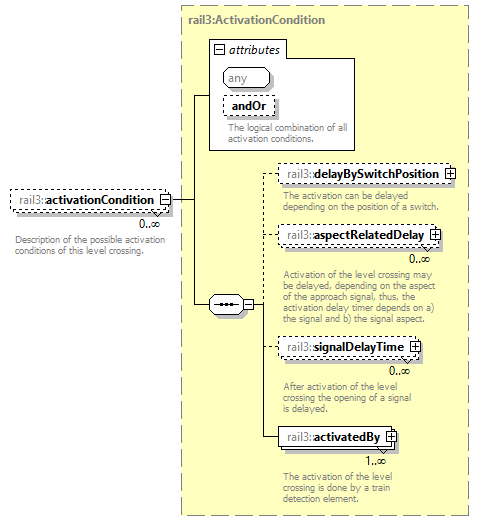 rail3:ActivationCondition
attributes
any
andOr
The logical combination of all
activation conditions.
rail3::delayBySwitchPosition
The activation can be delayed
depending on the position of a switch.
rail3::activationCondition
0..∞
Description of the possible activation
conditions of this level crossing.
rail3::aspectRelatedDelay
0..∞
Activation of the level crossing may
be delayed, depending on the aspect
of the approach signal, thus, the
activation delay timer depends on a)
the signal and b) the signal aspect.
rail3::signalDelayTime
0..∞
After activation of the level
crossing the opening of a signal
is delayed.
rail3::activatedBy
1..∞
The activation of the level
crossing is done by a train
detection element.